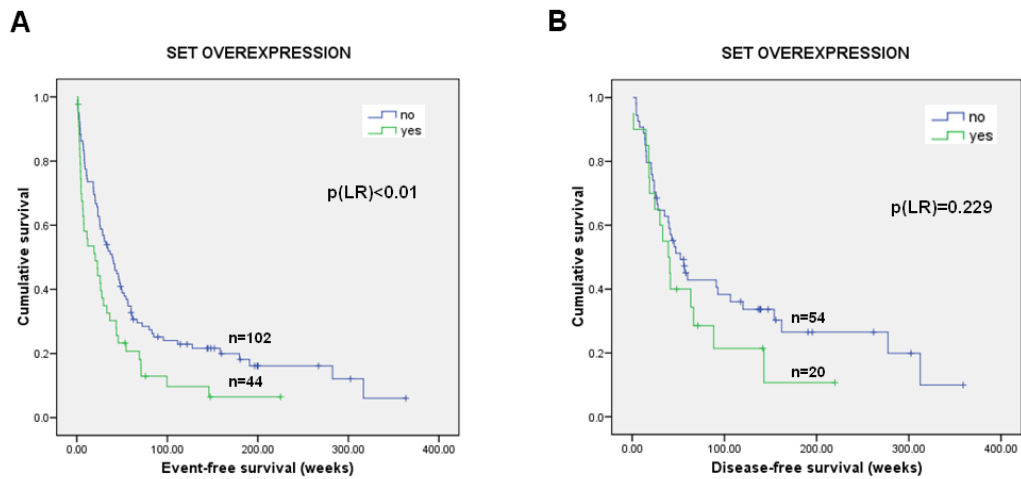 A
SET OVEREXPRESSION
1.0
0.8
0.6
0.4
0.2
0.0
Cumulative survival
no
yes
p(LR)<0.01
n=102
n=44
0.00 100.00 200.00 300.00 400.00
Event-free survival (weeks)
B
SET OVEREXPRESSION
1.0
0.8
0.6
0.4
0.2
0.0
Cumulative survival
no
yes
p(LR)=0.229
n=54
n=20
0.00 100.00 200.00 300.00 400.00
Disease-free survival (weeks)